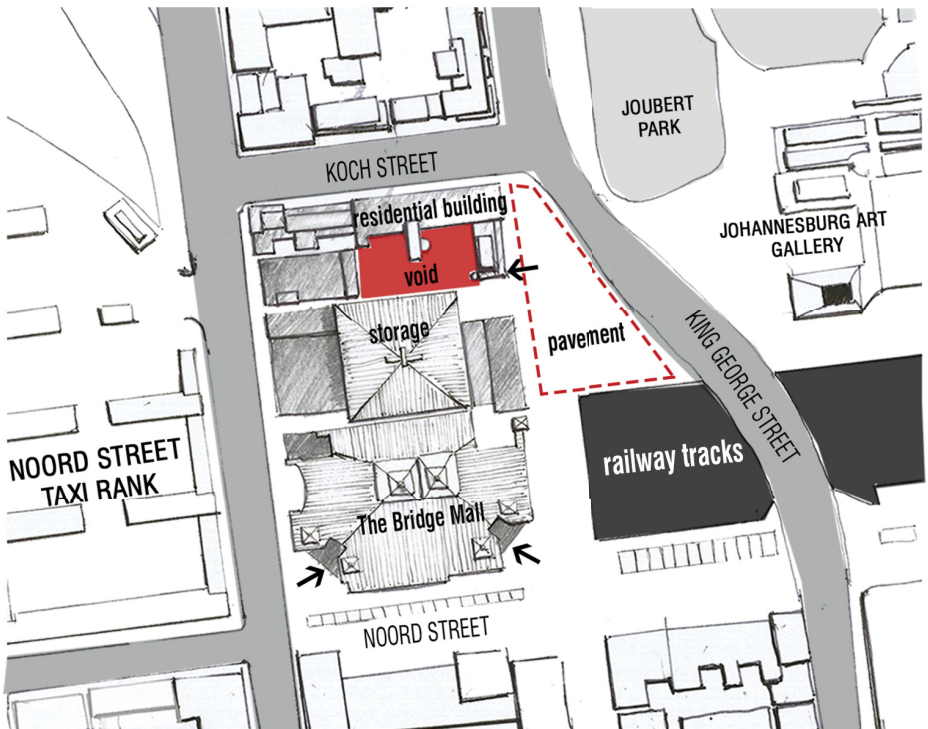 JOUBERT
PARK
KOCH STREET
residential building
JOHANNESBURG ART
GALLERY
void
storage
pavement
KING GEORGE STREET
NOORD STREET
TAXI RANK
railway tracks
The Bridge Mall
NOORD STREET